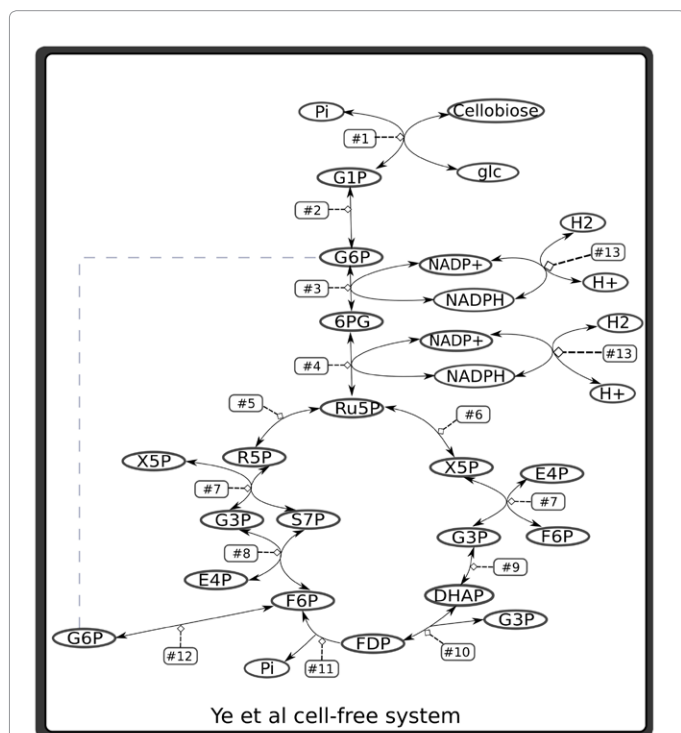 Pi
Cellobiose
#1
glc
G1P
#2
H2
G6P
NADP+
#13
#3
H+
NADPH
6PG
H2
NADP+
#13
#4
NADPH
H+
#5
Ru5P
#6
X5P
R5P
X5P
E4P
#7
#7
G3P
S7P
G3P
F6P
#8
#9
E4P
DHAP
F6P
G3P
G6P
FDP
#10
#12
Pi
#11
Ye et al cell-free system